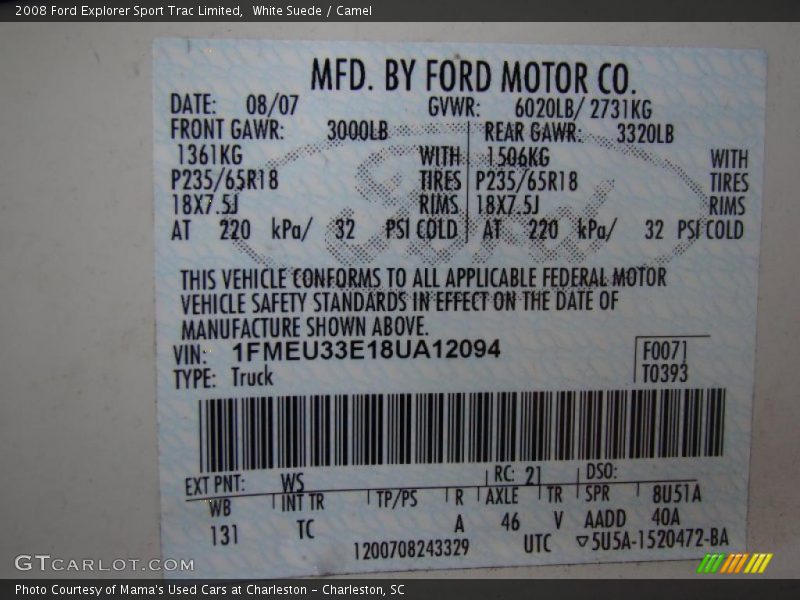 2008 Ford Explorer Sport Trac Limited, White Suede / Camel
MFD. BY FORD MOTOR CO.
DATE: 08/07 GVWR: 6020LB/ 2731KG
FRONT GAWR: 3000LB REAR GAWR: 3320LB
1361KG WITH 1506KG WITH
P235/65R18 TIRES P235/65R18 TIRES
18X7.5J RIMS 18X7.5J RIMS
AT 220 kPa/ 32 PSI COLD AT 220 kPa/ 32 PSI COLD
THIS VEHICLE CONFORMS TO ALL APPLICABLE FEDERAL MOTOR
VEHICLE SAFETY STANDARDS IN EFFECT ON THE DATE OF
MANUFACTURE SHOWN ABOVE.
VIN: 1FMEU33E18UA12094 F0071
TYPE: Truck T0393
EXT PNT: WS RC: 21 DSO:
WB INT TR TP/PS R AXLE TR SPR 8U51A
131 TC A 46 V AADD 40A
1200708243329 UTC ▽5U5A-1520472-BA
GTCARLOT.COM
Photo Courtesy of Mama's Used Cars at Charleston - Charleston, SC